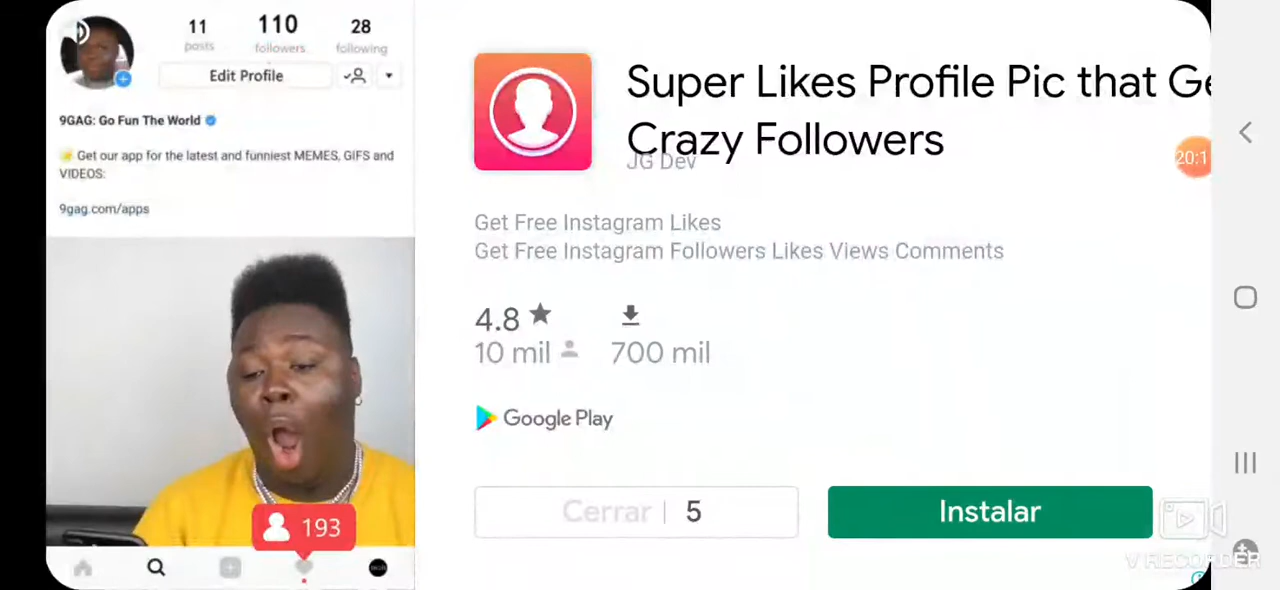 11
posts
110
followers
28
following
Edit Profile
9GAG: Go Fun The World
Get our app for the latest and funniest MEMES, GIFS and
VIDEOS:
9gag.com/apps
193
Super Likes Profile Pic that Ge
Crazy Followers
JG Dev
Get Free Instagram Likes
Get Free Instagram Followers Likes Views Comments
4.8
10 mil
700 mil
Google Play
Cerrar | 5
Instalar
20:1
V RECORDER